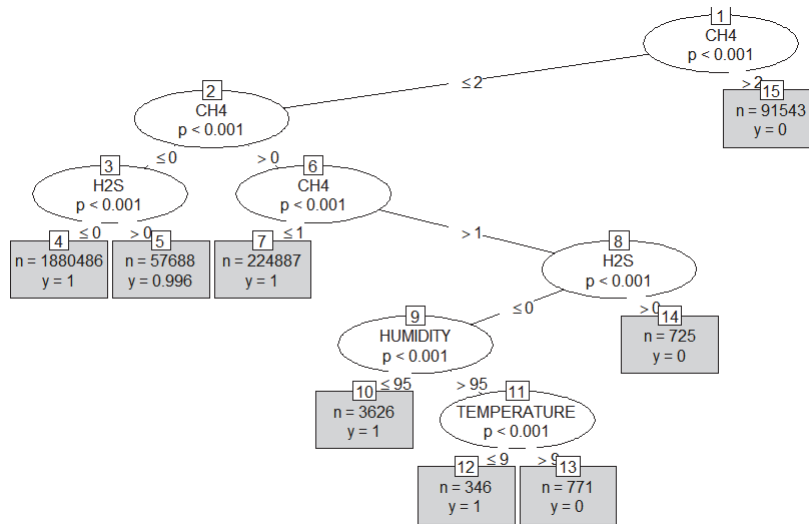 1
CH4
p < 0.001
≤2
>2
2
CH4
p < 0.001
15
n = 91543
y = 0
≤0
>0
3
H2S
p < 0.001
6
CH4
p < 0.001
≤0
>0
≤1
>1
4
n = 1880486
y = 1
5
n = 57688
y = 0.996
7
n = 224887
y = 1
8
H2S
p < 0.001
≤0
>0
9
HUMIDITY
p < 0.001
14
n = 725
y = 0
≤ 95
> 95
10
n = 3626
y = 1
11
TEMPERATURE
p < 0.001
≤ 9
> 9
12
n = 346
y = 1
13
n = 771
y = 0